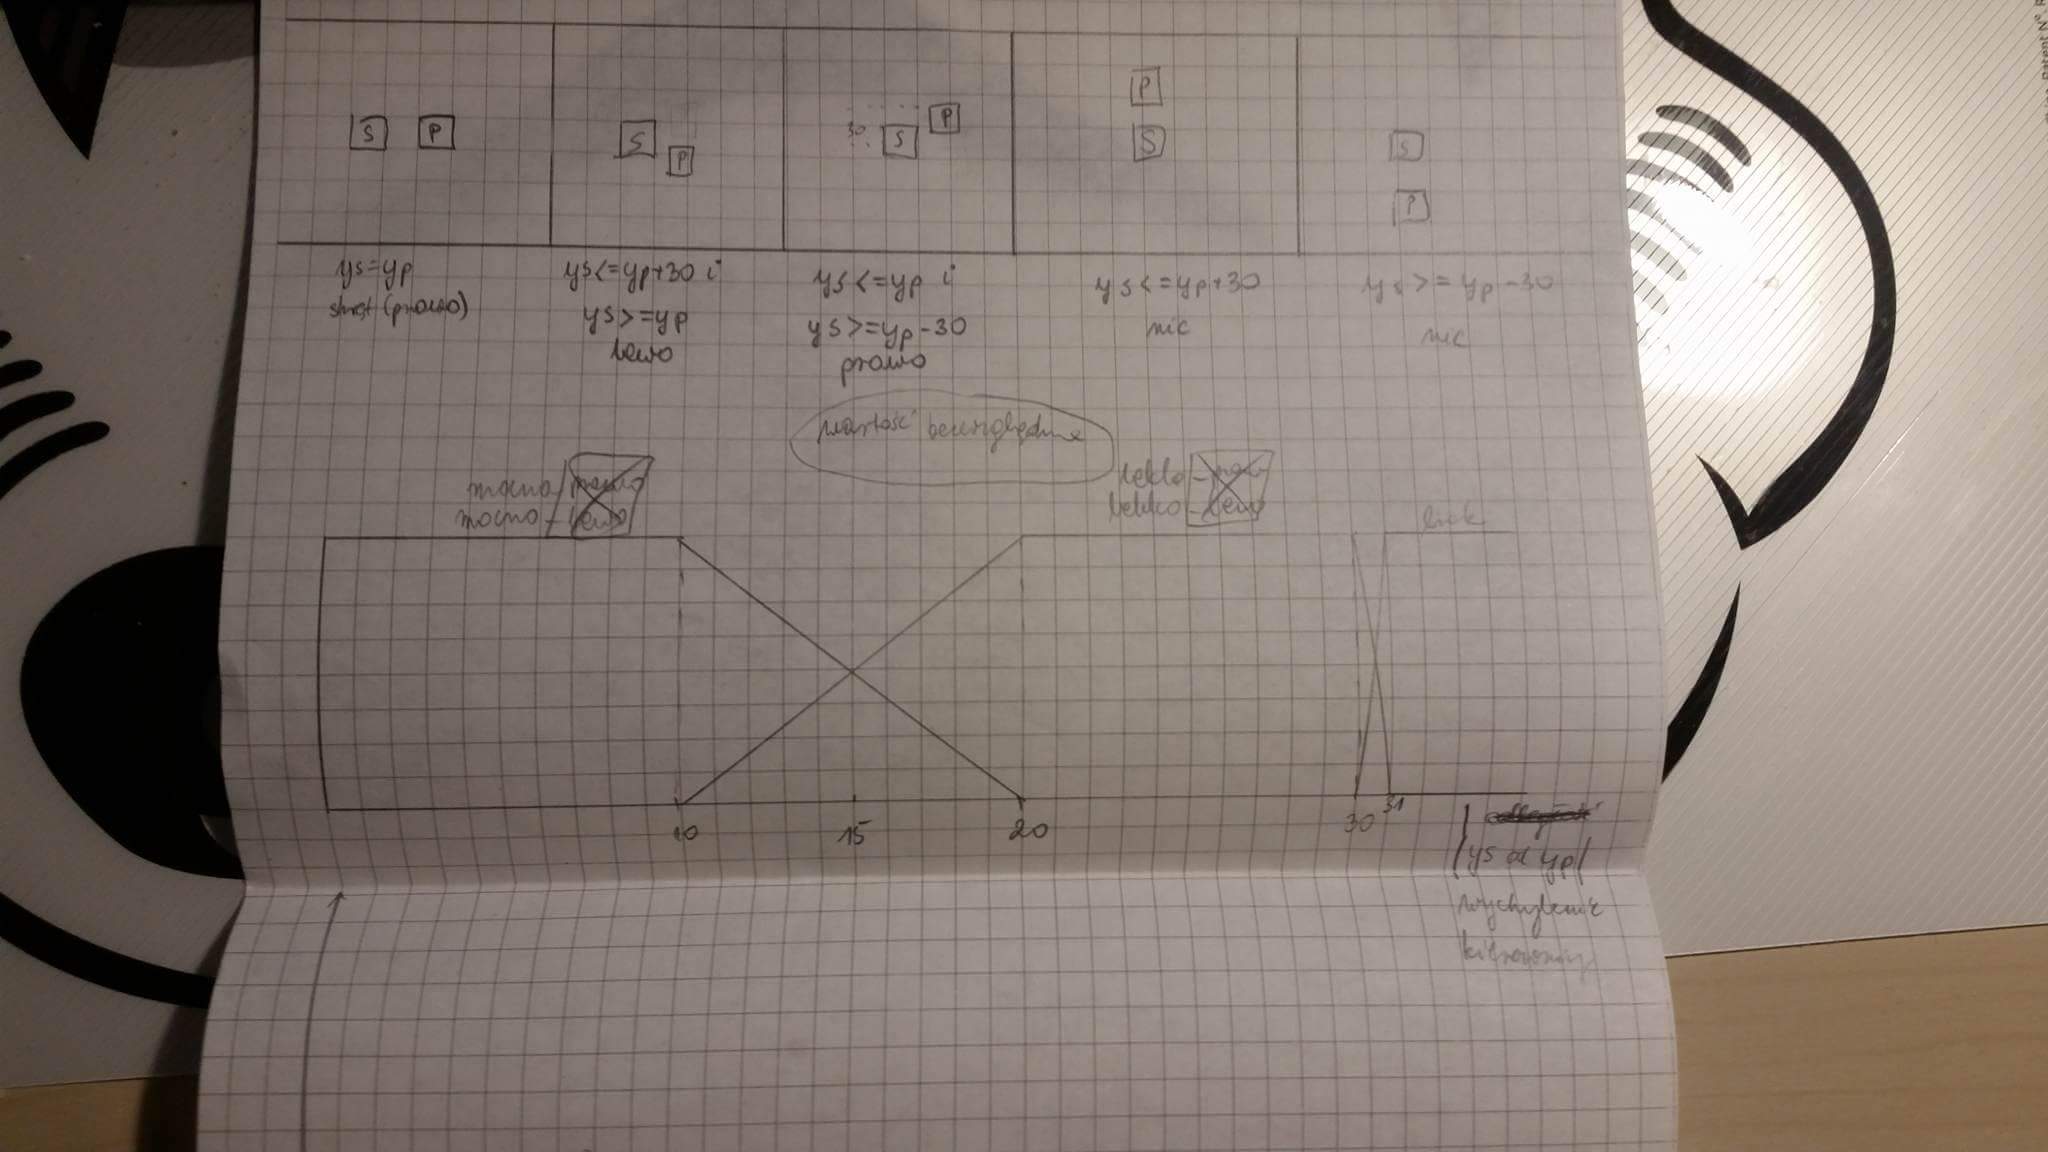 S P
S P
30 S P
P S
S P
ys=yp
skręt (prawo)
ys<=yp+30 i
ys>=yp
lewo
ys<=yp i
ys>=yp-30
prawo
ys<=yp+30
nic
ys>=yp-30
nic
wartość bezwzględna
mocno prawo
mocno - lewo
lekko - prawo
lekko - lewo
brak
10 15 20 30 31
|ys od yp|
wychylenie
kierownicy